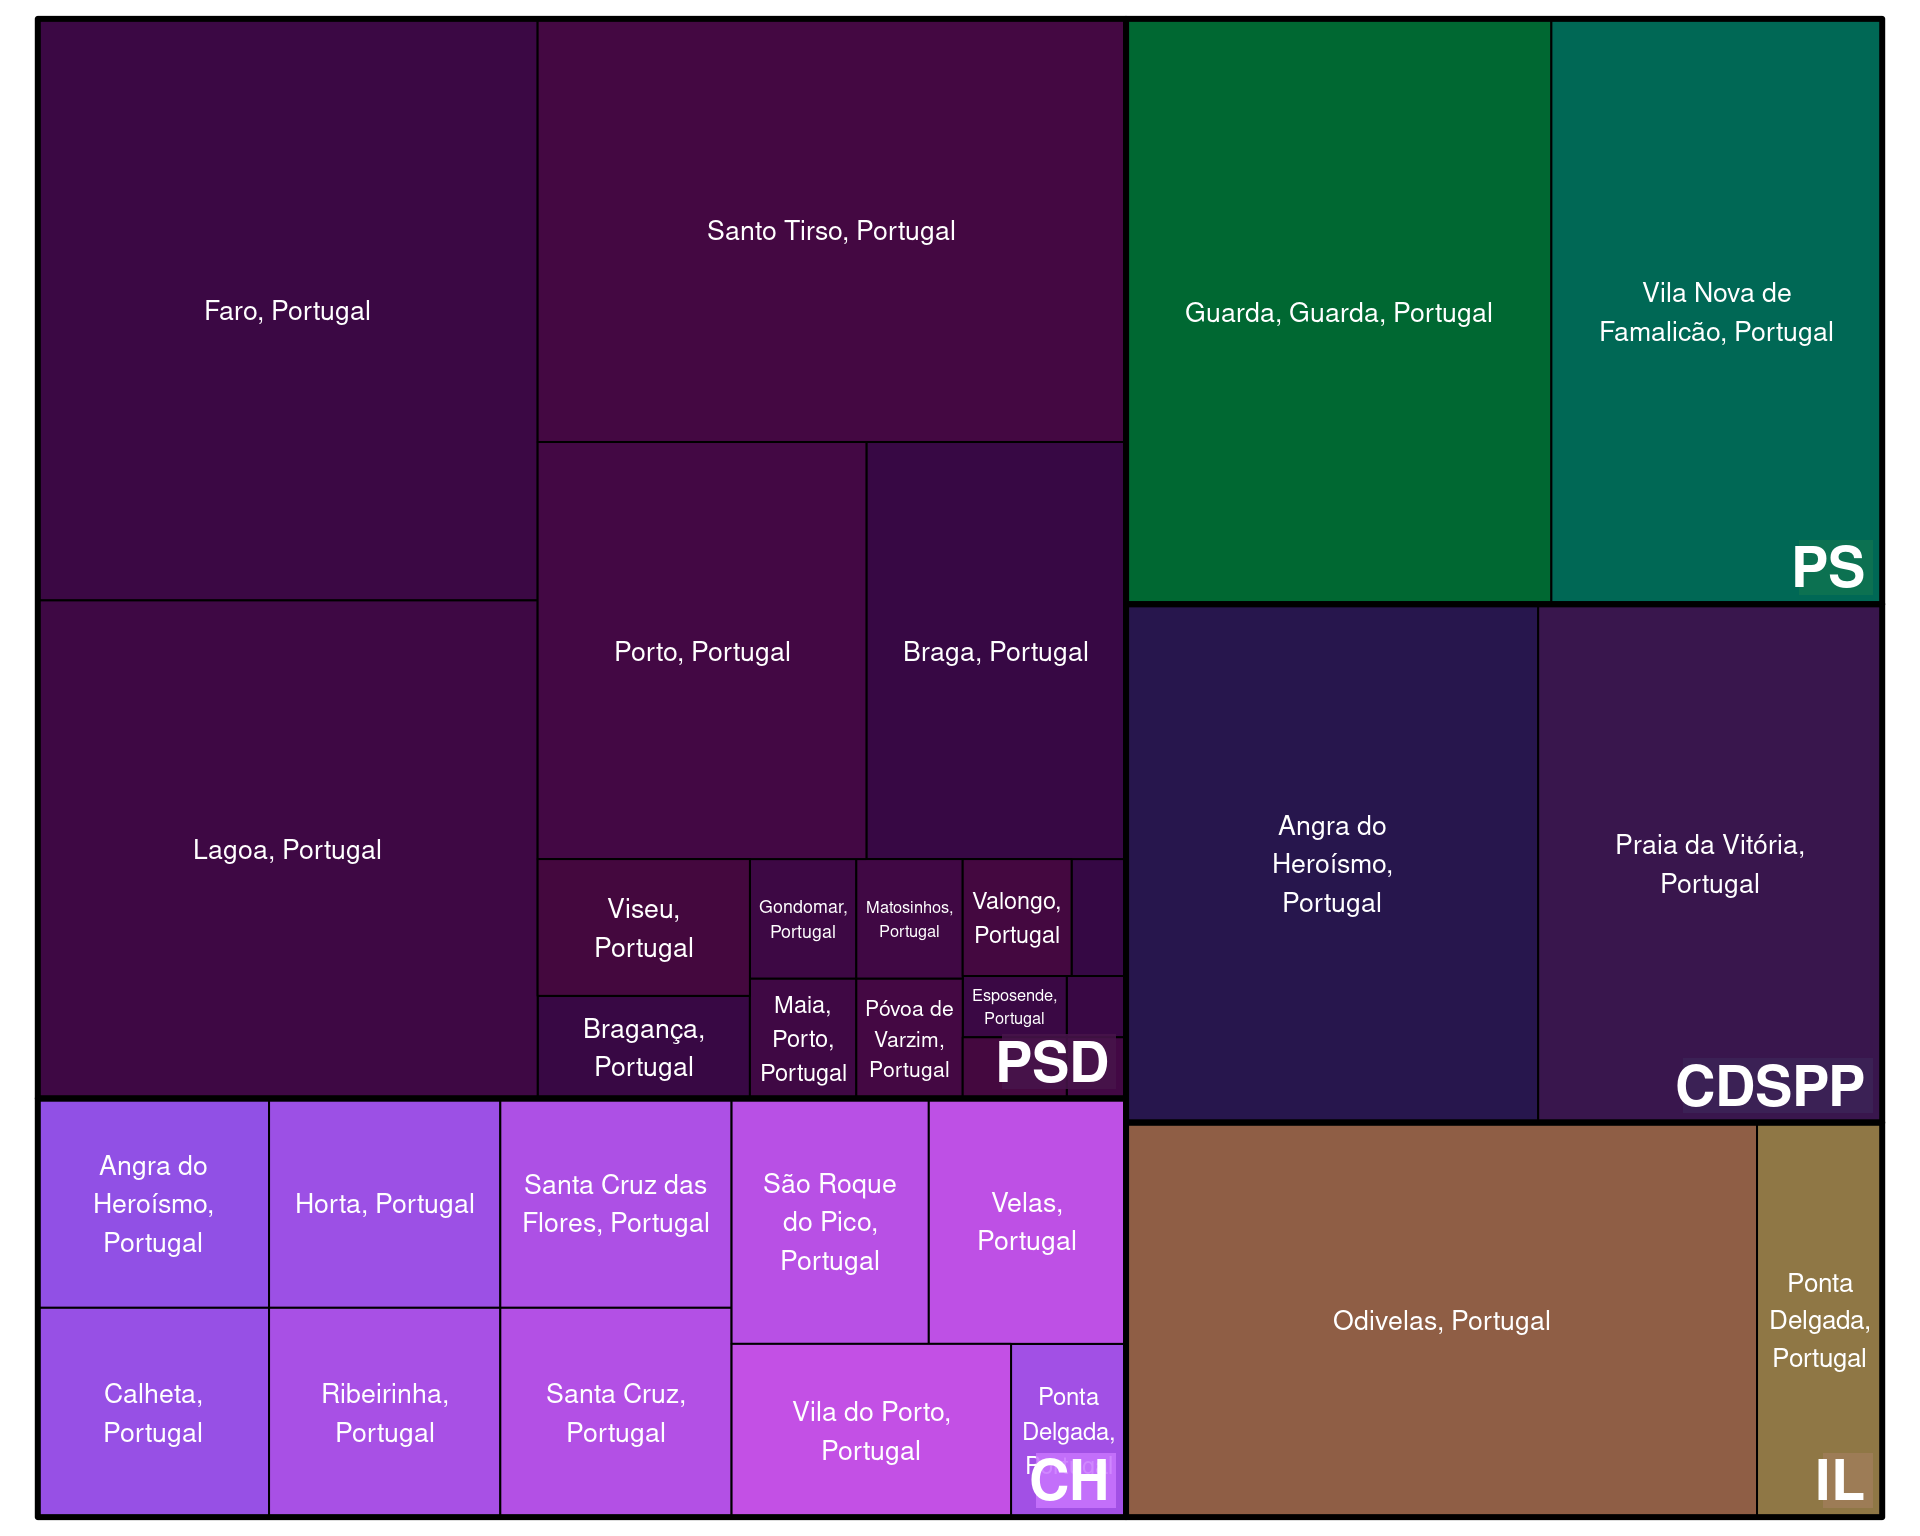 Faro, Portugal
Santo Tirso, Portugal
Guarda, Guarda, Portugal
Vila Nova de
Famalicão, Portugal
PS
Lagoa, Portugal
Porto, Portugal
Braga, Portugal
Viseu,
Portugal
Bragança,
Portugal
Gondomar,
Portugal
Matosinhos,
Portugal
Valongo,
Portugal
Maia,
Porto,
Portugal
Póvoa de
Varzim,
Portugal
Esposende,
Portugal
PSD
Angra do
Heroísmo,
Portugal
Praia da Vitória,
Portugal
CDSPP
Angra do
Heroísmo,
Portugal
Horta, Portugal
Santa Cruz das
Flores, Portugal
São Roque
do Pico,
Portugal
Velas,
Portugal
Calheta,
Portugal
Ribeirinha,
Portugal
Santa Cruz,
Portugal
Vila do Porto,
Portugal
Ponta
Delgada,
CH
Odivelas, Portugal
Ponta
Delgada,
Portugal
IL